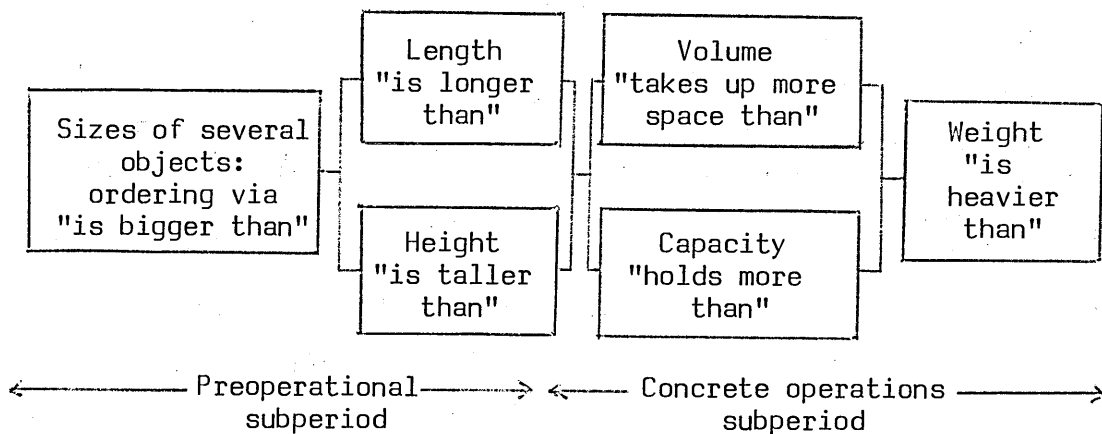 Sizes of several
objects:
ordering via
"is bigger than"
Length
"is longer
than"
Height
"is taller
than"
Volume
"takes up more
space than"
Capacity
"holds more
than"
Weight
"is
heavier
than"
Preoperational
subperiod
Concrete operations
subperiod